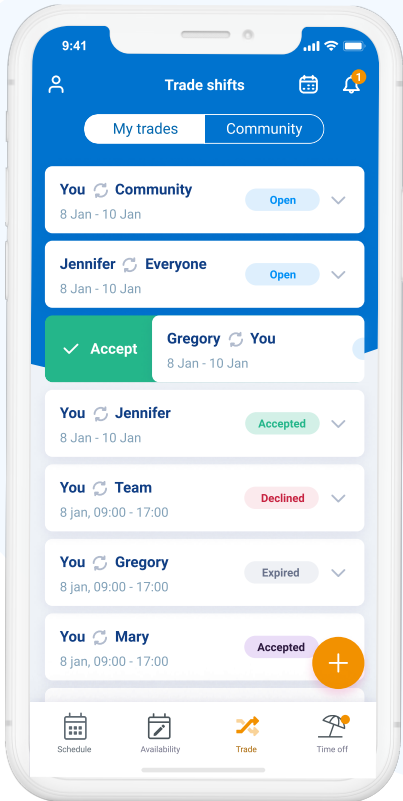 9:41
Trade shifts
1
My trades
Community
You Community
8 Jan - 10 Jan
Open
Jennifer Everyone
8 Jan - 10 Jan
Open
Accept
Gregory You
8 Jan - 10 Jan
You Jennifer
8 Jan - 10 Jan
Accepted
You Team
8 jan, 09:00 - 17:00
Declined
You Gregory
8 jan, 09:00 - 17:00
Expired
You Mary
8 jan, 09:00 - 17:00
Accepted
Schedule
Availability
Trade
Time off